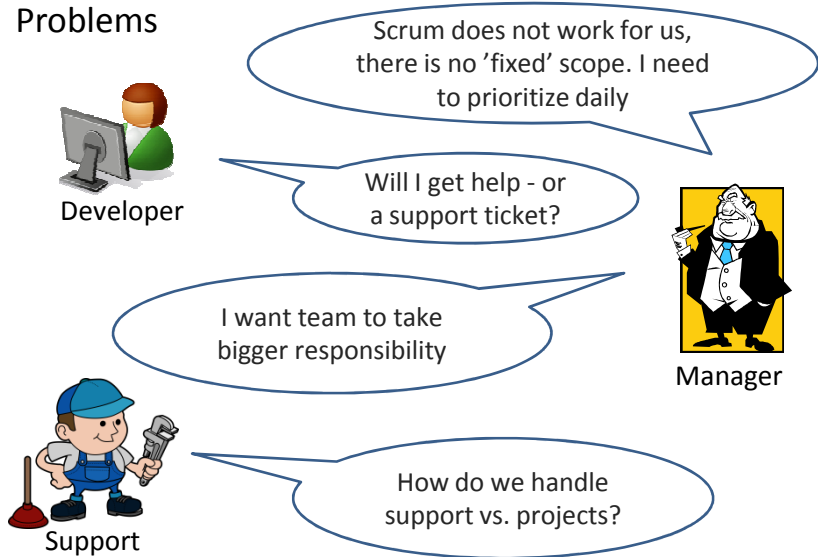 Problems
Scrum does not work for us,
there is no ’fixed’ scope. I need
to prioritize daily
Developer
Will I get help - or
a support ticket?
I want team to take
bigger responsibility
Manager
How do we handle
support vs. projects?
Support